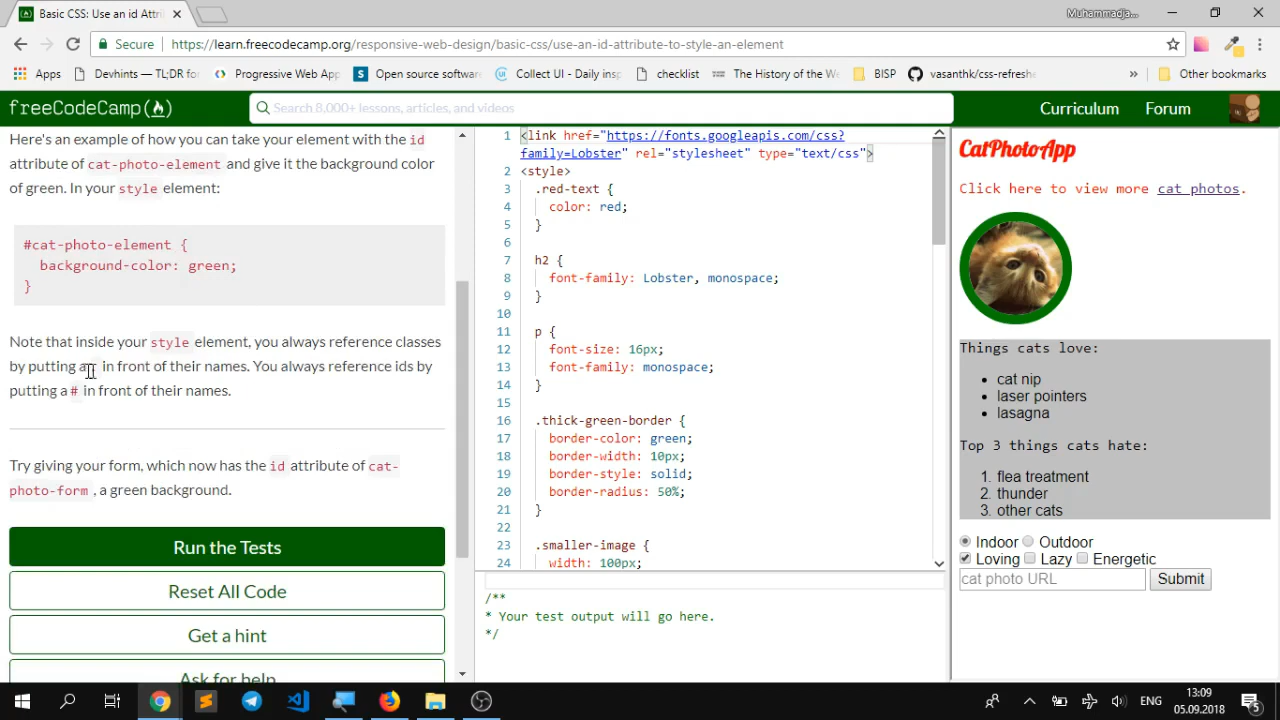 Basic CSS: Use an id Attri
Muhammadja...
Secure
https://learn.freecodecamp.org/responsive-web-design/basic-css/use-an-id-attribute-to-style-an-element
Apps
Devhints — TL;DR for
Progressive Web App
Open source softwa
Collect UI - Daily insp
checklist
The History of the We
BISP
vasanthk/css-refresh
»
Other bookmarks
freeCodeCamp
Search 8,000+ lessons, articles, and videos
Curriculum
Forum
Here's an example of how you can take your element with the id
attribute of cat-photo-element and give it the background color
of green. In your style element:
#cat-photo-element {
background-color: green;
}
Note that inside your style element, you always reference classes
by putting a . in front of their names. You always reference ids by
putting a # in front of their names.
Try giving your form, which now has the id attribute of cat-
photo-form , a green background.
Run the Tests
Reset All Code
Get a hint
Ask for help
1 <link href="https://fonts.googleapis.com/css?
family=Lobster" rel="stylesheet" type="text/css">
2 <style>
3 .red-text {
4 color: red;
5 }
6
7 h2 {
8 font-family: Lobster, monospace;
9 }
10
11 p {
12 font-size: 16px;
13 font-family: monospace;
14 }
15
16 .thick-green-border {
17 border-color: green;
18 border-width: 10px;
19 border-style: solid;
20 border-radius: 50%;
21 }
22
23 .smaller-image {
24 width: 100px;
/**
* Your test output will go here.
*/
CatPhotoApp
Click here to view more cat photos.
Things cats love:
cat nip
laser pointers
lasagna
Top 3 things cats hate:
1. flea treatment
2. thunder
3. other cats
Indoor Outdoor
Loving Lazy Energetic
cat photo URL Submit
ENG
13:09
05.09.2018
5